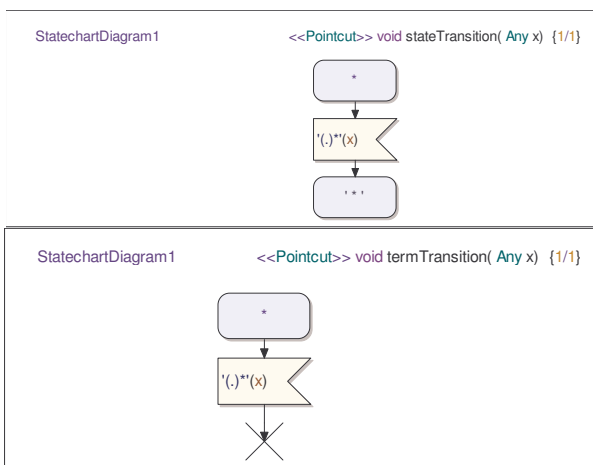 StatechartDiagram1 <<Pointcut>> void stateTransition( Any x) {1/1}
*
'(.)*'(x)
' * '
StatechartDiagram1 <<Pointcut>> void termTransition( Any x) {1/1}
*
'(.)*'(x)